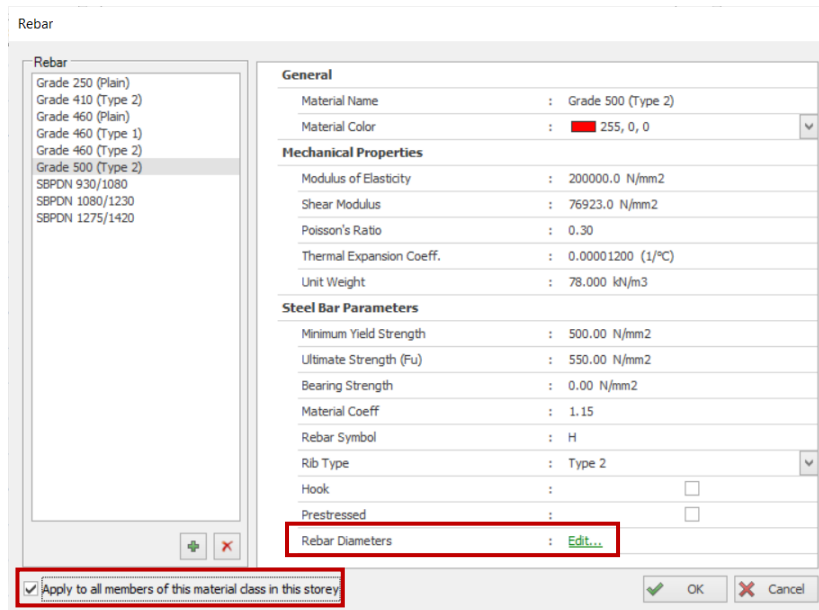 Rebar
Rebar
Grade 250 (Plain)
Grade 410 (Type 2)
Grade 460 (Plain)
Grade 460 (Type 1)
Grade 460 (Type 2)
Grade 500 (Type 2)
SBPDN 930/1080
SBPDN 1080/1230
SBPDN 1275/1420
General
Material Name : Grade 500 (Type 2)
Material Color : 255, 0, 0
Mechanical Properties
Modulus of Elasticity : 200000.0 N/mm2
Shear Modulus : 76923.0 N/mm2
Poisson's Ratio : 0.30
Thermal Expansion Coeff. : 0.00001200 (1/°C)
Unit Weight : 78.000 kN/m3
Steel Bar Parameters
Minimum Yield Strength : 500.00 N/mm2
Ultimate Strength (Fu) : 550.00 N/mm2
Bearing Strength : 0.00 N/mm2
Material Coeff : 1.15
Rebar Symbol : H
Rib Type : Type 2
Hook :
Prestressed :
Rebar Diameters : Edit...
Apply to all members of this material class in this storey
OK
Cancel